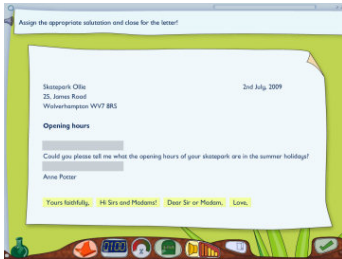 Assign the appropriate salutation and close for the letter!
Skatepark Ollie 2nd July, 2009
25, James Road
Wolverhampton WV7 8RS
Opening hours
Could you please tell me what the opening hours of your skatepark are in the summer holidays?
Anne Potter
Yours faithfully, Hi Sirs and Madams! Dear Sir or Madam, Love,